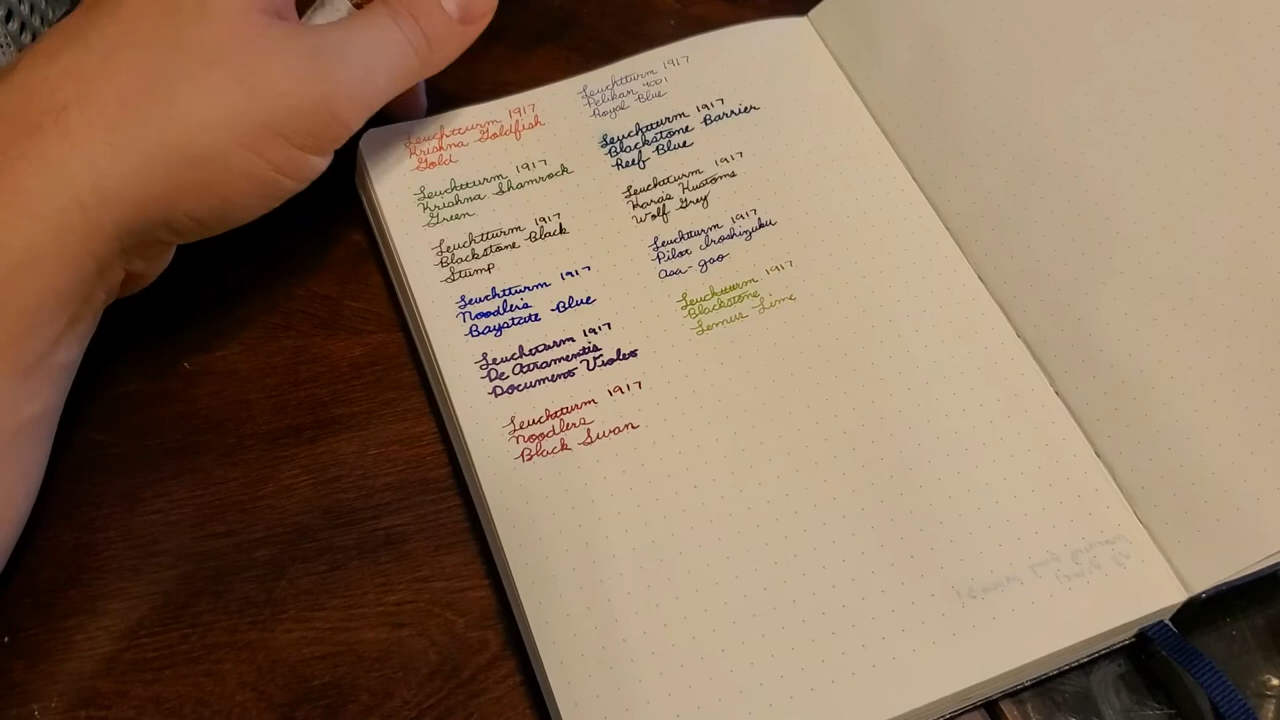 Leuchtturm 1917
Krishna Goldfish
Gold
Leuchtturm 1917
Krishna Shamrock
Green
Leuchtturm 1917
Blackstone Black
Stump
Leuchtturm 1917
Noodler's
Baystate Blue
Leuchtturm 1917
De Atramentis
Document Violet
Leuchtturm 1917
Noodlers
Black Swan
Leuchtturm 1917
Pelikan 4001
Royal Blue
Leuchtturm 1917
Blackstone Barrier
Reef Blue
Leuchtturm 1917
Karas Kustoms
Wolf Grey
Leuchtturm 1917
Pilot Iroshizuku
asa-gao
Leuchtturm 1917
Blackstone
Lemus Lime